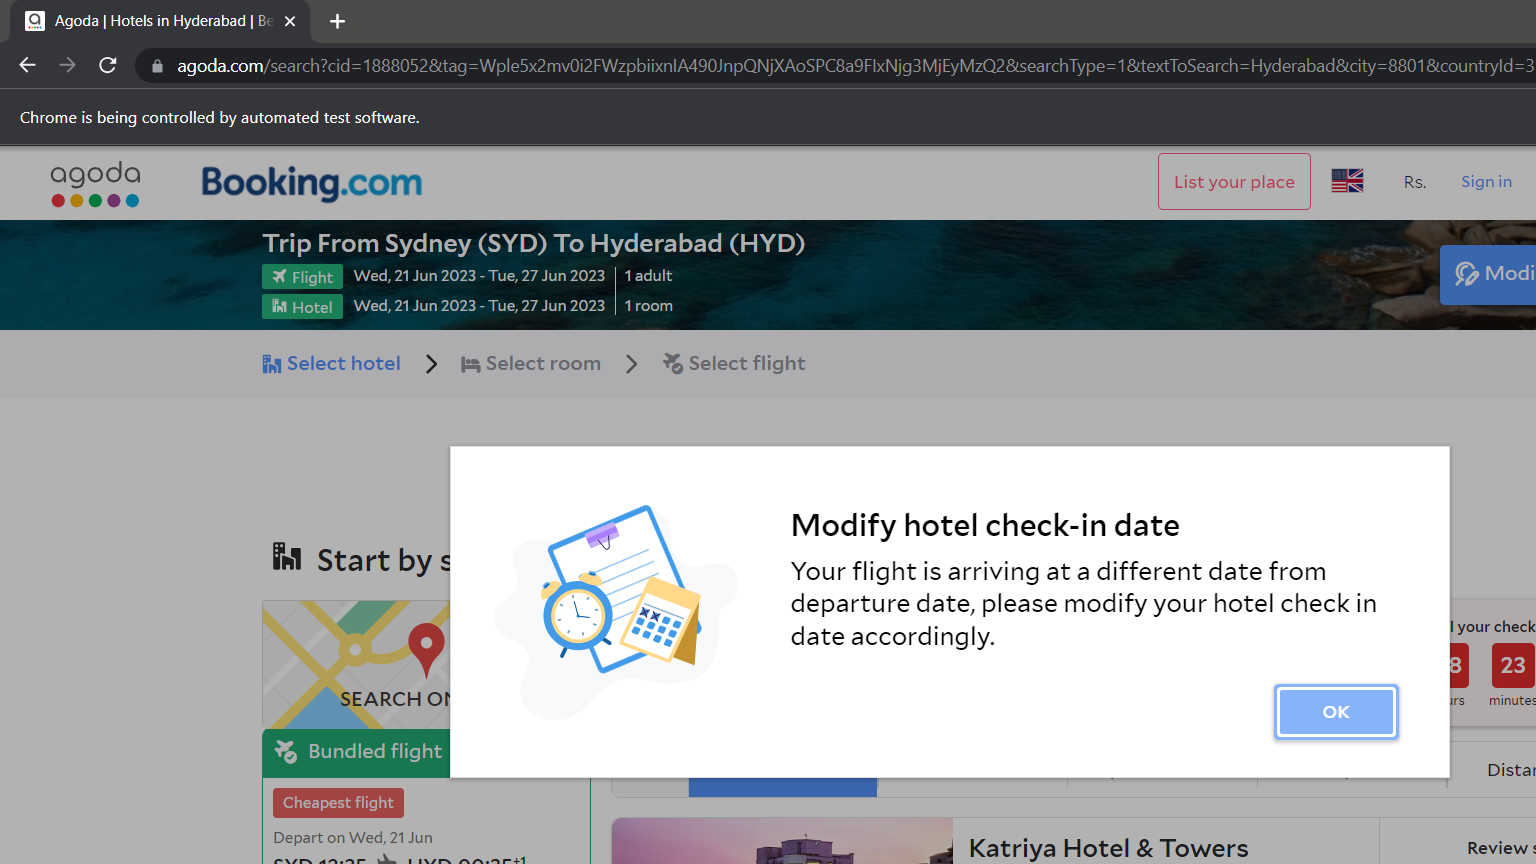 Agoda | Hotels in Hyderabad | Be
agoda.com/search?cid=1888052&tag=Wple5x2mv0i2FWzpbiixnIA490JnpQNjXAoSPC8a9FIxNjg3MjEyMzQ2&searchType=1&textToSearch=Hyderabad&city=8801&countryId=3
Chrome is being controlled by automated test software.
agoda
Booking.com
List your place
Rs.
Sign in
Trip From Sydney (SYD) To Hyderabad (HYD)
Flight Wed, 21 Jun 2023 - Tue, 27 Jun 2023 1 adult
Hotel Wed, 21 Jun 2023 - Tue, 27 Jun 2023 1 room
Modi
Select hotel
Select room
Select flight
Modify hotel check-in date
Your flight is arriving at a different date from
departure date, please modify your hotel check in
date accordingly.
OK
Start by s
l your check
8 23
urs minutes
SEARCH ON
Bundled flight
Distan
Cheapest flight
Depart on Wed, 21 Jun
SYD 12:35 HYD 00:35+1
Katriya Hotel & Towers
Review